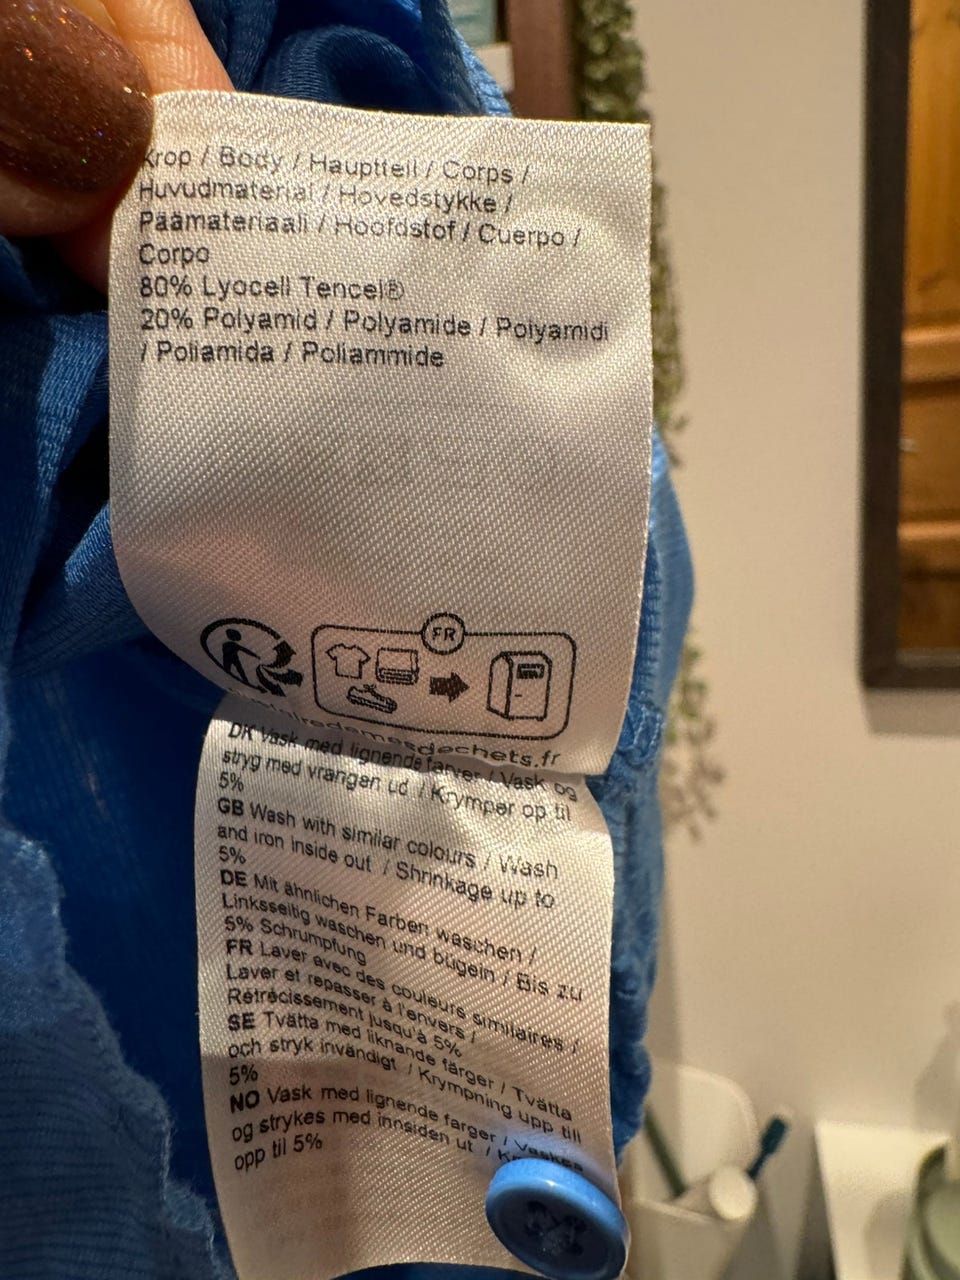 Krop / Body / Hauptteil / Corps /
Huvudmaterial / Hovedstykke /
Päämateriaali / Hoofdstof / Cuerpo /
Corpo
80% Lyocell Tencel®
20% Polyamid / Polyamide / Polyamidi
/ Poliamida / Poliammide
FR
quefairedemesdechets.fr
DK Vask med lignende farver / Vask og
stryg med vrangen ud / Krymper op til
5%
GB Wash with similar colours / Wash
and iron inside out / Shrinkage up to
5%
DE Mit ähnlichen Farben waschen /
Linksseitig waschen und bügeln / Bis zu
5% Schrumpfung
FR Laver avec des couleurs similaires /
Laver et repasser à l'envers /
Rétrécissement jusqu'à 5%
SE Tvätta med liknande färger / Tvätta
och stryk invändigt / Krympning upp till
5%
NO Vask med lignende farger / Vaskes
og strykes med innsiden ut /
opp til 5%